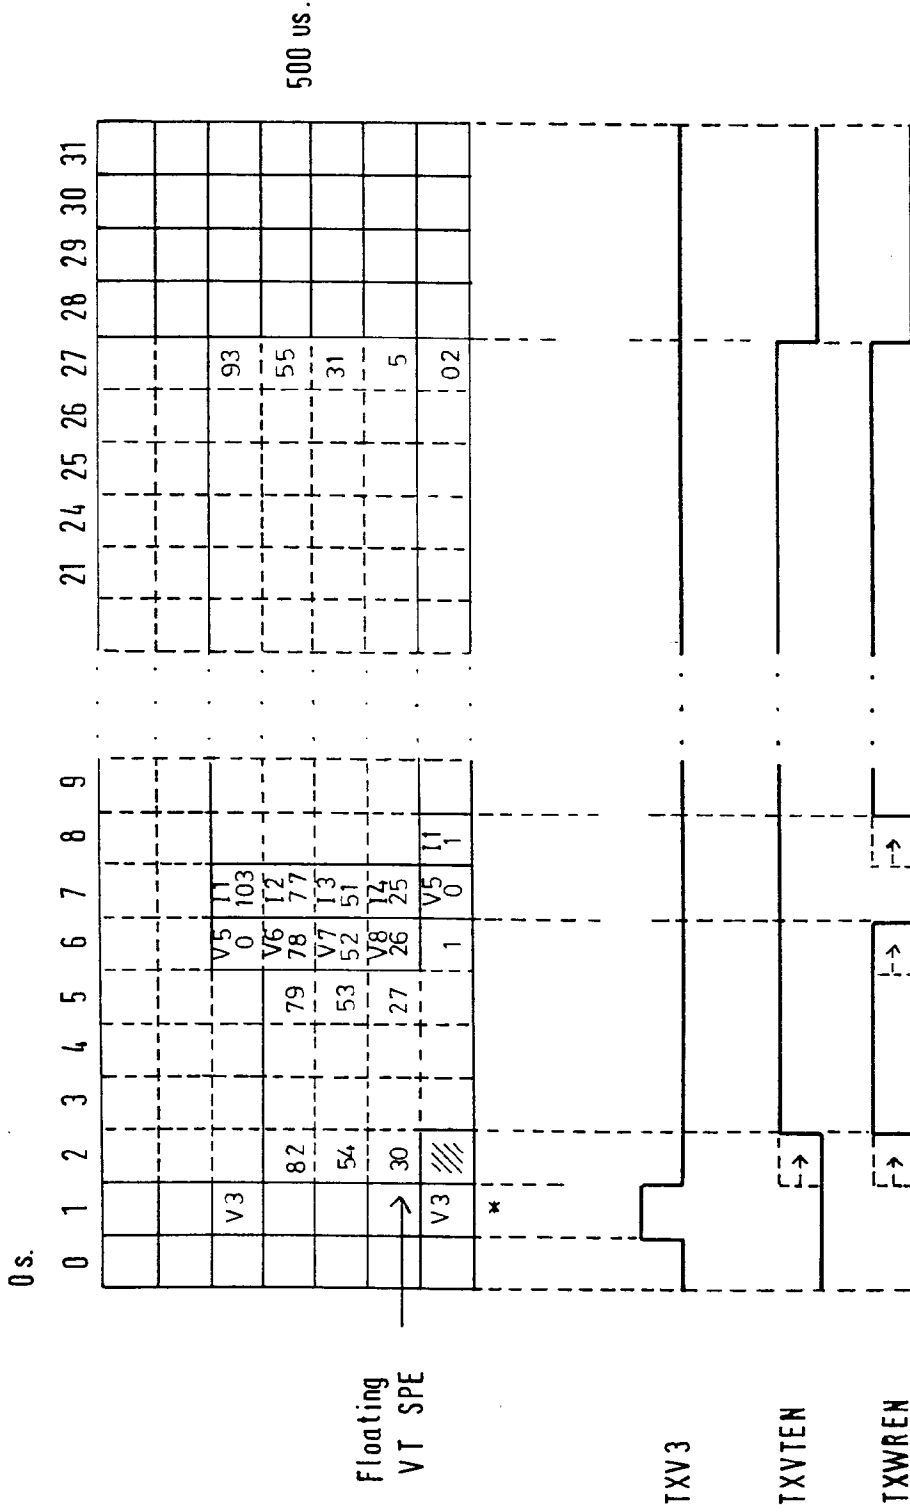 0s.
500 us.
0 1 2 3 4 5 6 7 8 9 21 24 25 26 27 28 29 30 31
V3 V5 0 I1 103 93
82 79 V6 78 I2 77 55
54 53 V7 52 I3 51 31
30 27 V8 26 I4 25 5
V3 1 V5 0 I1 1 02
Floating
VT SPE
*
TXV3
TXVTEN
TXWREN